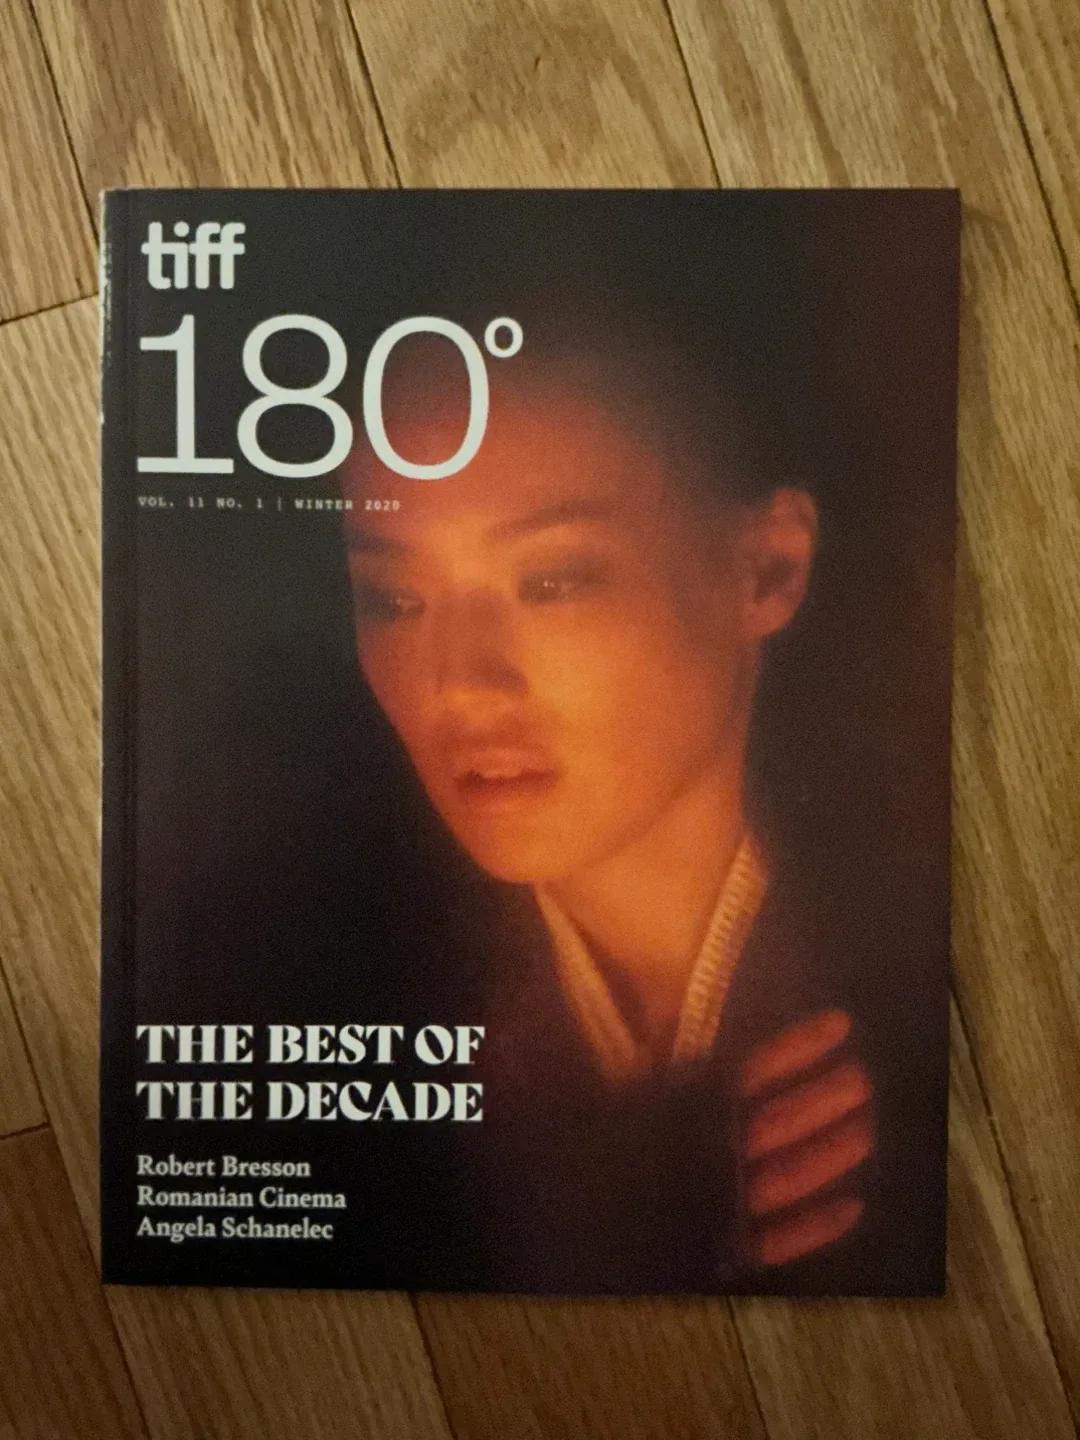 tiff
180°
VOL. 11 NO. 1 | WINTER 2020
THE BEST OF
THE DECADE
Robert Bresson
Romanian Cinema
Angela Schanelec